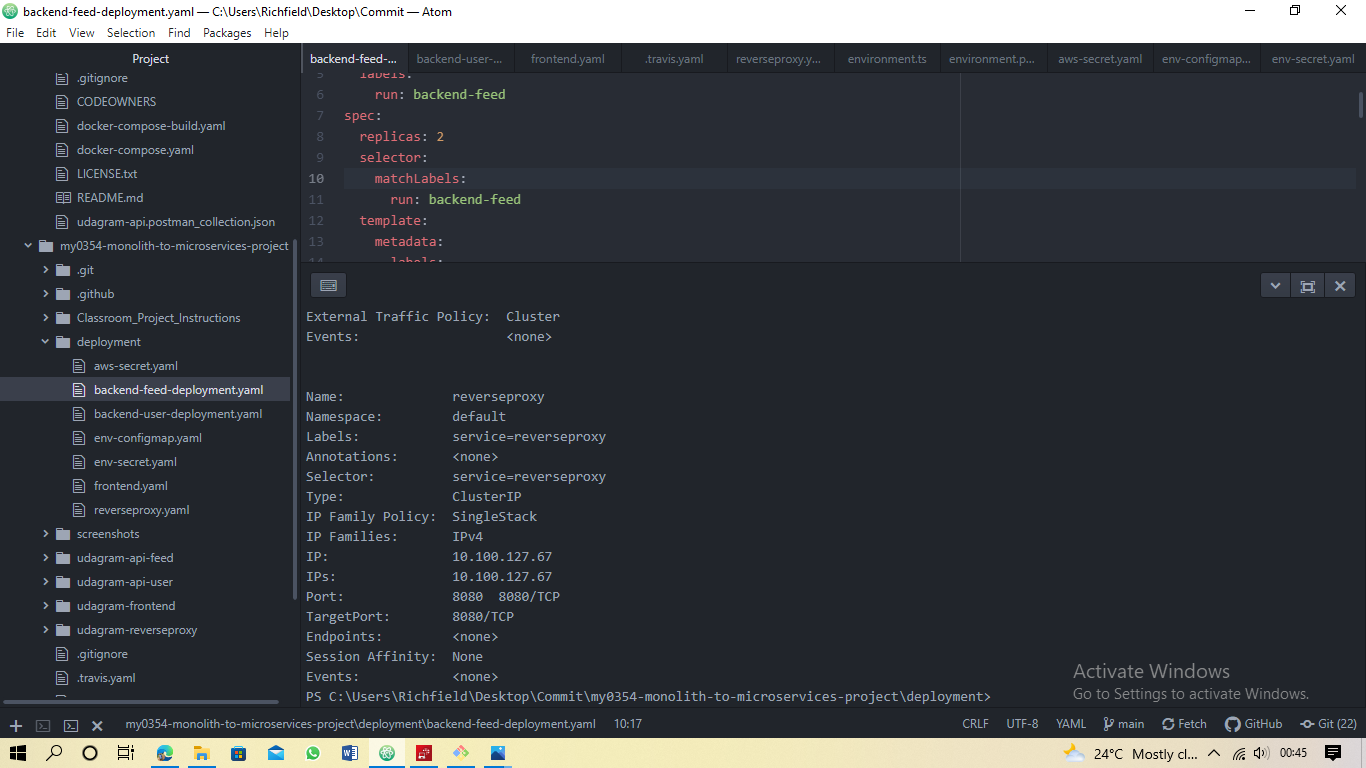 backend-feed-deployment.yaml — C:\Users\Richfield\Desktop\Commit — Atom
File Edit View Selection Find Packages Help
Project
.gitignore
CODEOWNERS
docker-compose-build.yaml
docker-compose.yaml
LICENSE.txt
README.md
udagram-api.postman_collection.json
my0354-monolith-to-microservices-project
.git
.github
Classroom_Project_Instructions
deployment
aws-secret.yaml
backend-feed-deployment.yaml
backend-user-deployment.yaml
env-configmap.yaml
env-secret.yaml
frontend.yaml
reverseproxy.yaml
screenshots
udagram-api-feed
udagram-api-user
udagram-frontend
udagram-reverseproxy
.gitignore
.travis.yaml
backend-feed-... backend-user-... frontend.yaml .travis.yaml reverseproxy.y... environment.ts environment.p... aws-secret.yaml env-configmap... env-secret.yaml
5 labels:
6 run: backend-feed
7 spec:
8 replicas: 2
9 selector:
10 matchLabels:
11 run: backend-feed
12 template:
13 metadata:
14 labels:
External Traffic Policy: Cluster
Events: <none>
Name: reverseproxy
Namespace: default
Labels: service=reverseproxy
Annotations: <none>
Selector: service=reverseproxy
Type: ClusterIP
IP Family Policy: SingleStack
IP Families: IPv4
IP: 10.100.127.67
IPs: 10.100.127.67
Port: 8080 8080/TCP
TargetPort: 8080/TCP
Endpoints: <none>
Session Affinity: None
Events: <none>
PS C:\Users\Richfield\Desktop\Commit\my0354-monolith-to-microservices-project\deployment>
Activate Windows
Go to Settings to activate Windows.
my0354-monolith-to-microservices-project\deployment\backend-feed-deployment.yaml 10:17 CRLF UTF-8 YAML main Fetch GitHub Git (22)
24°C Mostly cl... 00:45